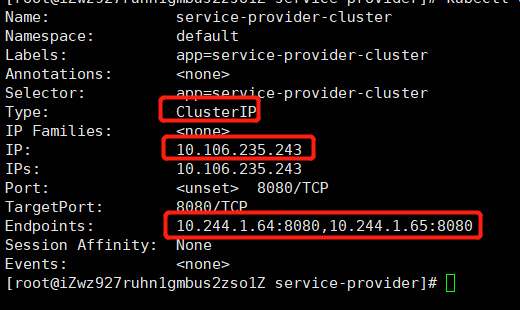 [root@iZwz927ruhn1gmbus2zso1Z service-provider]# kubectl
Name: service-provider-cluster
Namespace: default
Labels: app=service-provider-cluster
Annotations: <none>
Selector: app=service-provider-cluster
Type: ClusterIP
IP Families: <none>
IP: 10.106.235.243
IPs: 10.106.235.243
Port: <unset> 8080/TCP
TargetPort: 8080/TCP
Endpoints: 10.244.1.64:8080,10.244.1.65:8080
Session Affinity: None
Events: <none>
[root@iZwz927ruhn1gmbus2zso1Z service-provider]#